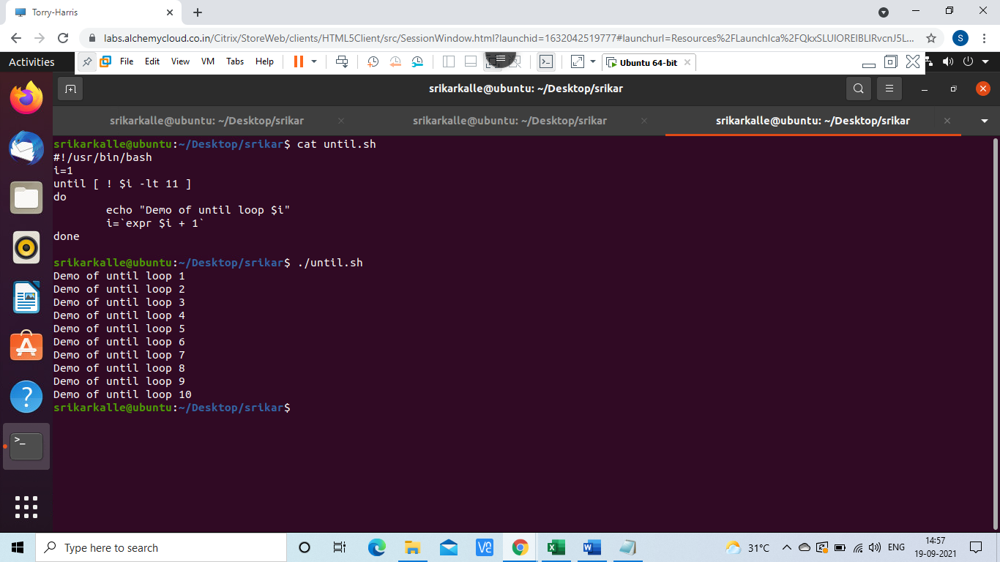 Torry-Harris
labs.alchemycloud.co.in/Citrix/StoreWeb/clients/HTML5Client/src/SessionWindow.html?launchid=1632042519777#launchurl=Resources%2FLaunchIca%2FQkxSLUlOREIBLIRvcnJ5L...
S
Activities
File Edit View VM Tabs Help
Ubuntu 64-bit
srikarkalle@ubuntu: ~/Desktop/srikar
srikarkalle@ubuntu: ~/Desktop/srikar srikarkalle@ubuntu: ~/Desktop/srikar srikarkalle@ubuntu: ~/Desktop/srikar
srikarkalle@ubuntu:~/Desktop/srikar$ cat until.sh
#!/usr/bin/bash
i=1
until [ ! $i -lt 11 ]
do
        echo "Demo of until loop $i"
        i=`expr $i + 1`
done
srikarkalle@ubuntu:~/Desktop/srikar$ ./until.sh
Demo of until loop 1
Demo of until loop 2
Demo of until loop 3
Demo of until loop 4
Demo of until loop 5
Demo of until loop 6
Demo of until loop 7
Demo of until loop 8
Demo of until loop 9
Demo of until loop 10
srikarkalle@ubuntu:~/Desktop/srikar$
Type here to search
31°C
ENG
14:57
19-09-2021